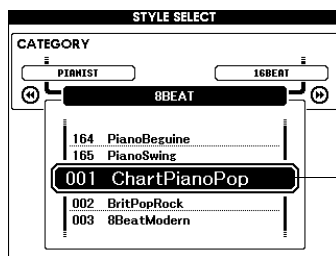 STYLE SELECT
CATEGORY
PIANIST 16BEAT
8BEAT
164 PianoBeguine
165 PianoSwing
001 ChartPianoPop
002 BritPopRock
003 8BeatModern